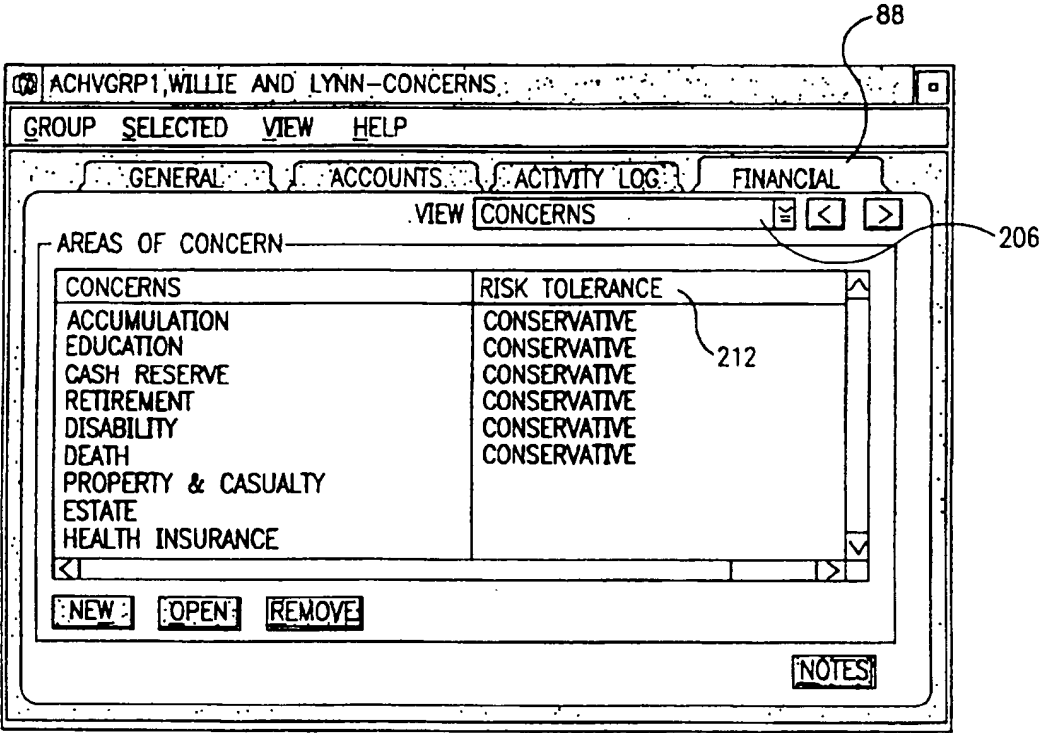 88
ACHVGRP1,WILLIE AND LYNN-CONCERNS
GROUP SELECTED VIEW HELP
GENERAL ACCOUNTS ACTIVITY LOG FINANCIAL
VIEW CONCERNS < >
206
AREAS OF CONCERN
CONCERNS RISK TOLERANCE
212
ACCUMULATION CONSERVATIVE
EDUCATION CONSERVATIVE
CASH RESERVE CONSERVATIVE
RETIREMENT CONSERVATIVE
DISABILITY CONSERVATIVE
DEATH CONSERVATIVE
PROPERTY & CASUALTY
ESTATE
HEALTH INSURANCE
NEW OPEN REMOVE
NOTES